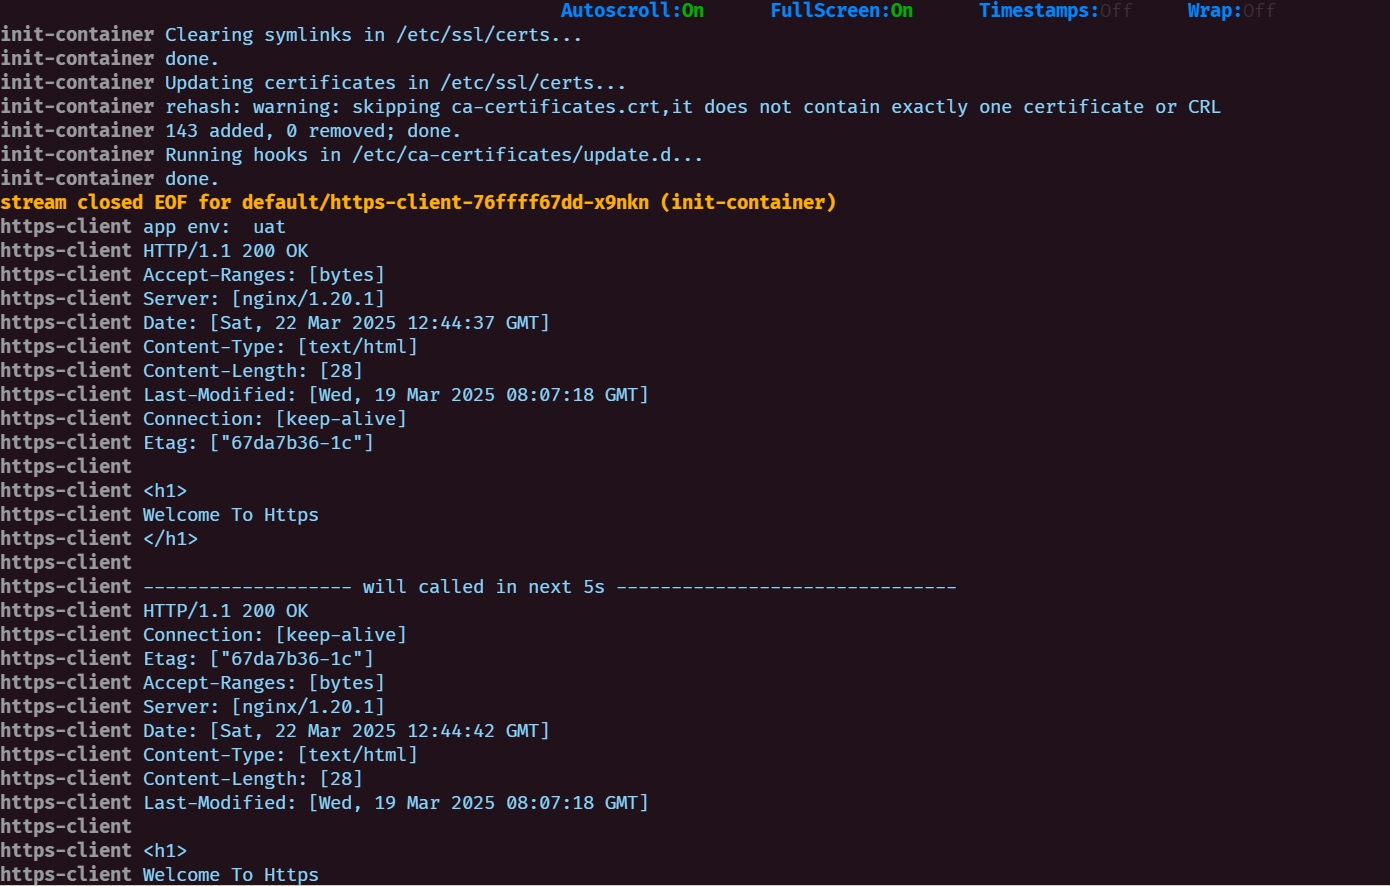 Autoscroll:On FullScreen:On Timestamps:Off Wrap:Off
init-container Clearing symlinks in /etc/ssl/certs...
init-container done.
init-container Updating certificates in /etc/ssl/certs...
init-container rehash: warning: skipping ca-certificates.crt,it does not contain exactly one certificate or CRL
init-container 143 added, 0 removed; done.
init-container Running hooks in /etc/ca-certificates/update.d...
init-container done.
stream closed EOF for default/https-client-76ffff67dd-x9nkn (init-container)
https-client app env:  uat
https-client HTTP/1.1 200 OK
https-client Accept-Ranges: [bytes]
https-client Server: [nginx/1.20.1]
https-client Date: [Sat, 22 Mar 2025 12:44:37 GMT]
https-client Content-Type: [text/html]
https-client Content-Length: [28]
https-client Last-Modified: [Wed, 19 Mar 2025 08:07:18 GMT]
https-client Connection: [keep-alive]
https-client Etag: ["67da7b36-1c"]
https-client
https-client <h1>
https-client Welcome To Https
https-client </h1>
https-client
https-client ------------------- will called in next 5s -------------------------------
https-client HTTP/1.1 200 OK
https-client Connection: [keep-alive]
https-client Etag: ["67da7b36-1c"]
https-client Accept-Ranges: [bytes]
https-client Server: [nginx/1.20.1]
https-client Date: [Sat, 22 Mar 2025 12:44:42 GMT]
https-client Content-Type: [text/html]
https-client Content-Length: [28]
https-client Last-Modified: [Wed, 19 Mar 2025 08:07:18 GMT]
https-client
https-client <h1>
https-client Welcome To Https